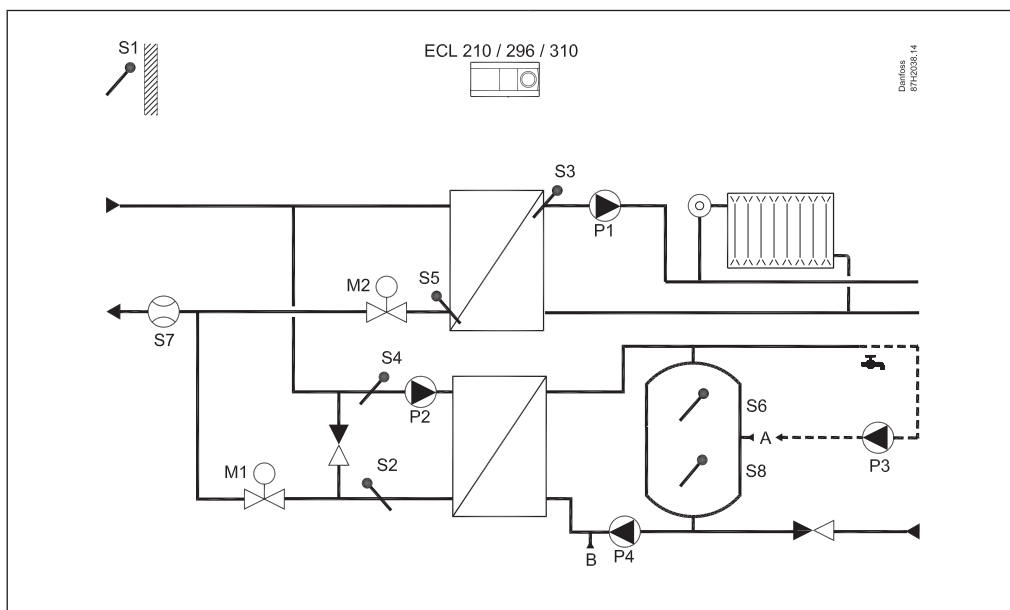 S1
ECL 210 / 296 / 310
Danfoss
87H2038.14
S3
P1
M2
S5
S7
S4
P2
S6
A
P3
M1
S2
S8
B
P4